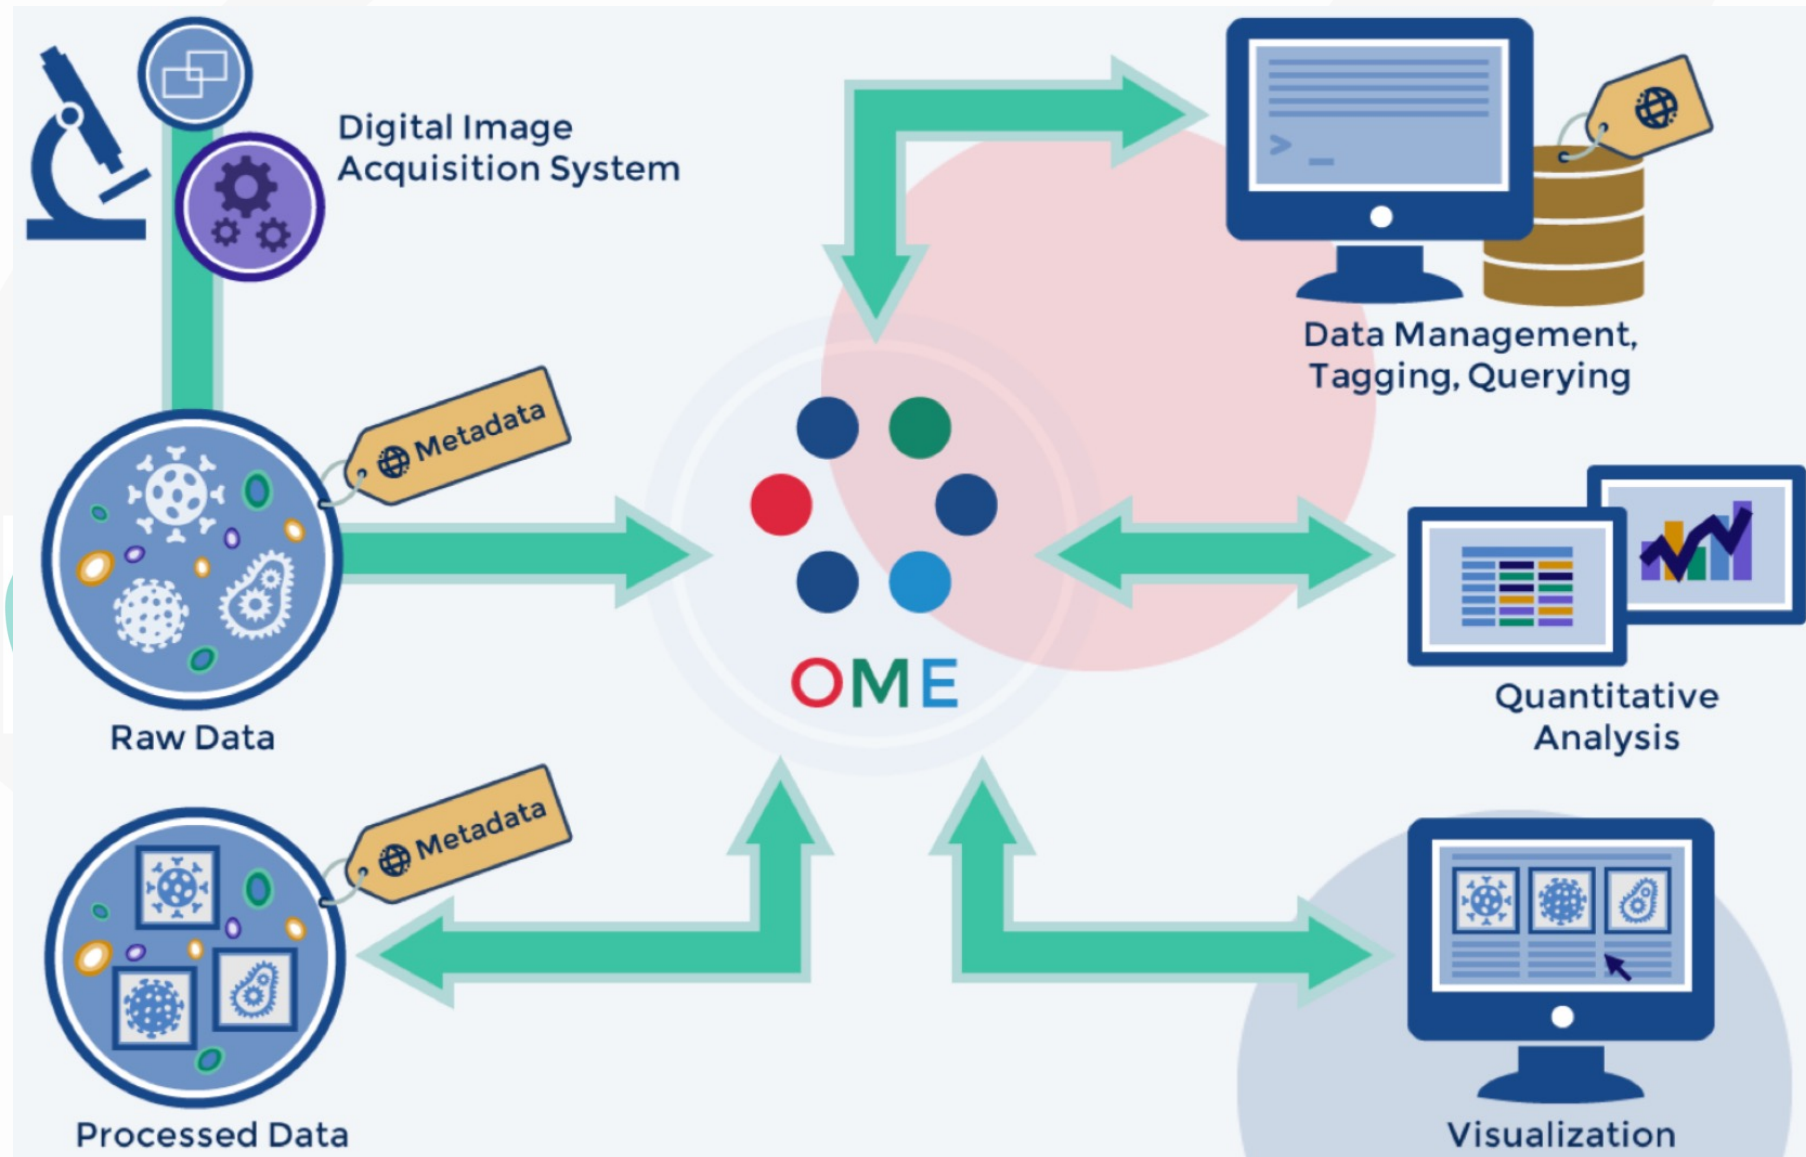 Digital Image
Acquisition System
> _
Data Management,
Tagging, Querying
Metadata
Raw Data
OME
Quantitative
Analysis
Metadata
Processed Data
Visualization